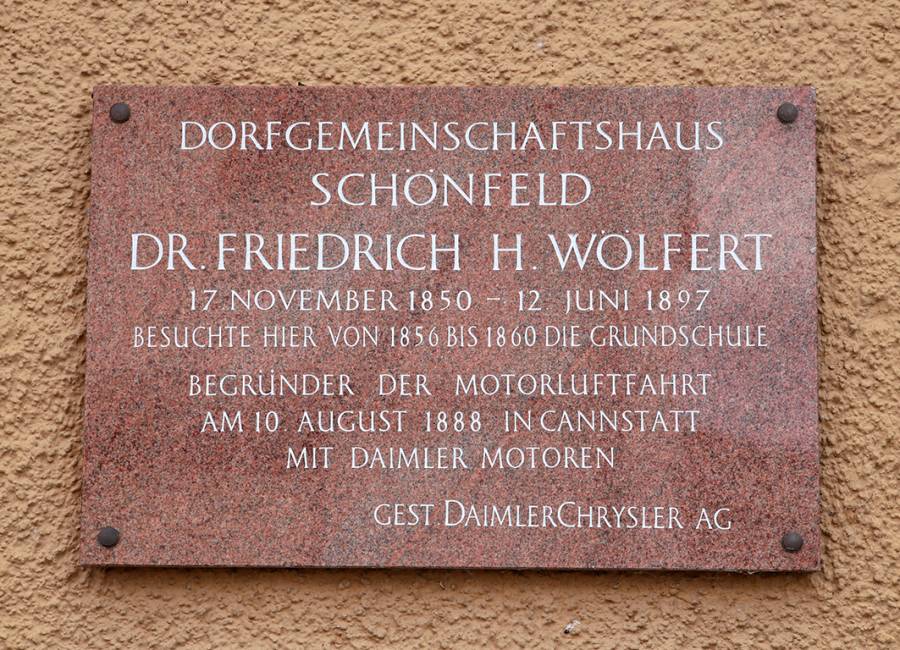 DORFGEMEINSCHAFTSHAUS
SCHÖNFELD
DR. FRIEDRICH H. WÖLFERT
17. NOVEMBER 1850 - 12. JUNI 1897
BESUCHTE HIER VON 1856 BIS 1860 DIE GRUNDSCHULE
BEGRÜNDER DER MOTORLUFTFAHRT
AM 10. AUGUST 1888 IN CANNSTATT
MIT DAIMLER MOTOREN
GEST. DAIMLERCHRYSLER AG